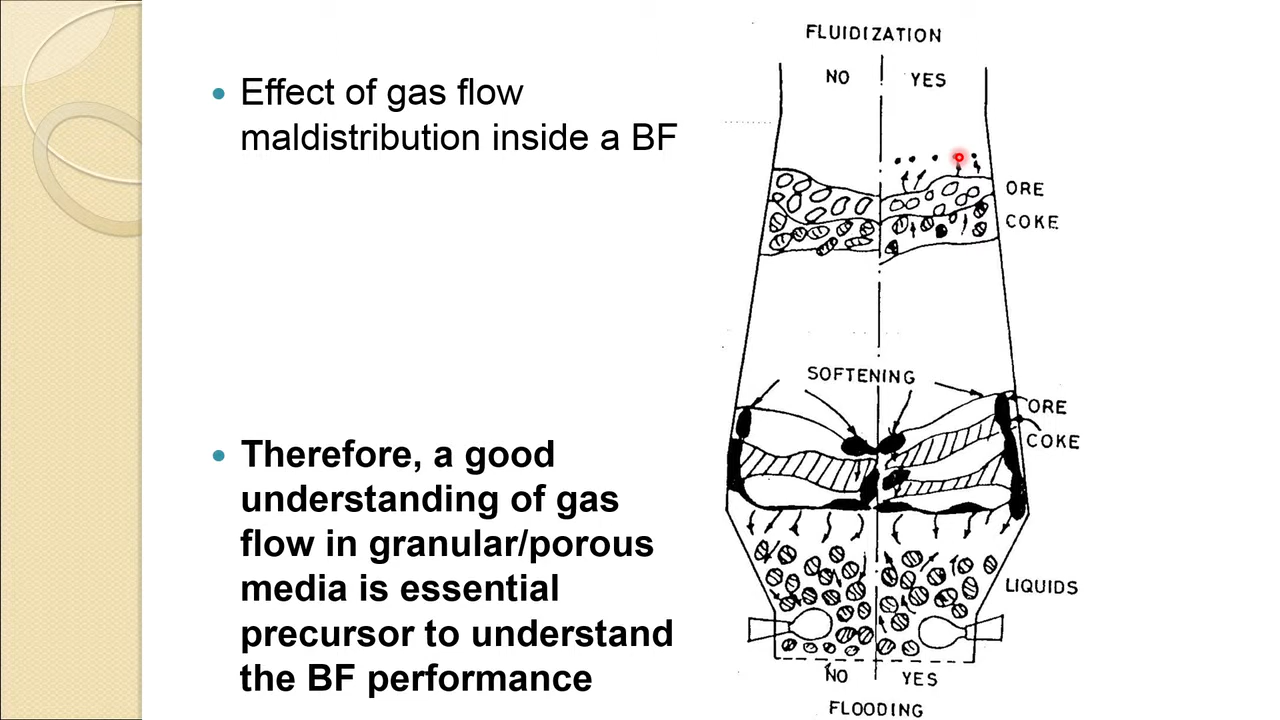 Effect of gas flow
maldistribution inside a BF
Therefore, a good
understanding of gas
flow in granular/porous
media is essential
precursor to understand
the BF performance
FLUIDIZATION
NO YES
ORE
COKE
SOFTENING
ORE
COKE
LIQUIDS
NO YES
FLOODING